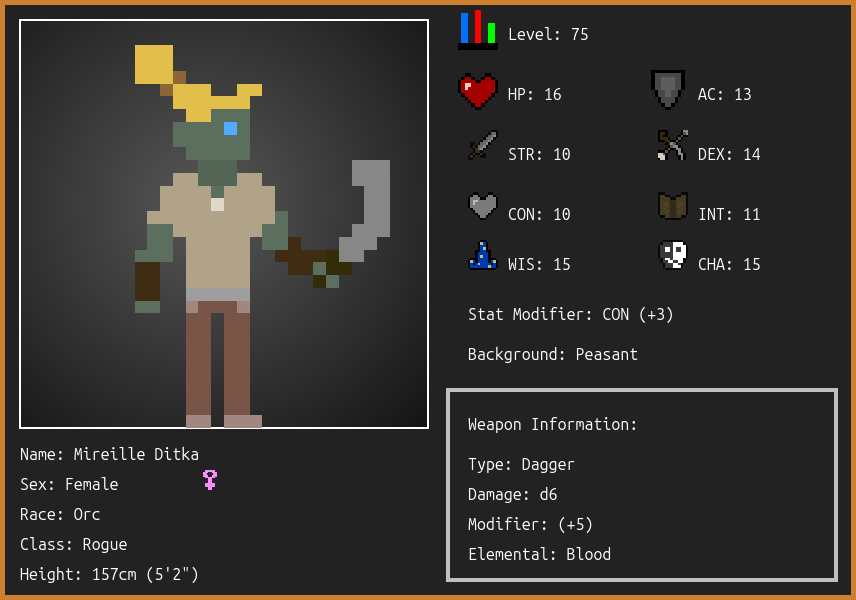 Level: 75
HP: 16
AC: 13
STR: 10
DEX: 14
CON: 10
INT: 11
WIS: 15
CHA: 15
Stat Modifier: CON (+3)
Background: Peasant
Weapon Information:
Type: Dagger
Damage: d6
Modifier: (+5)
Elemental: Blood
Name: Mireille Ditka
Sex: Female
Race: Orc
Class: Rogue
Height: 157cm (5'2")